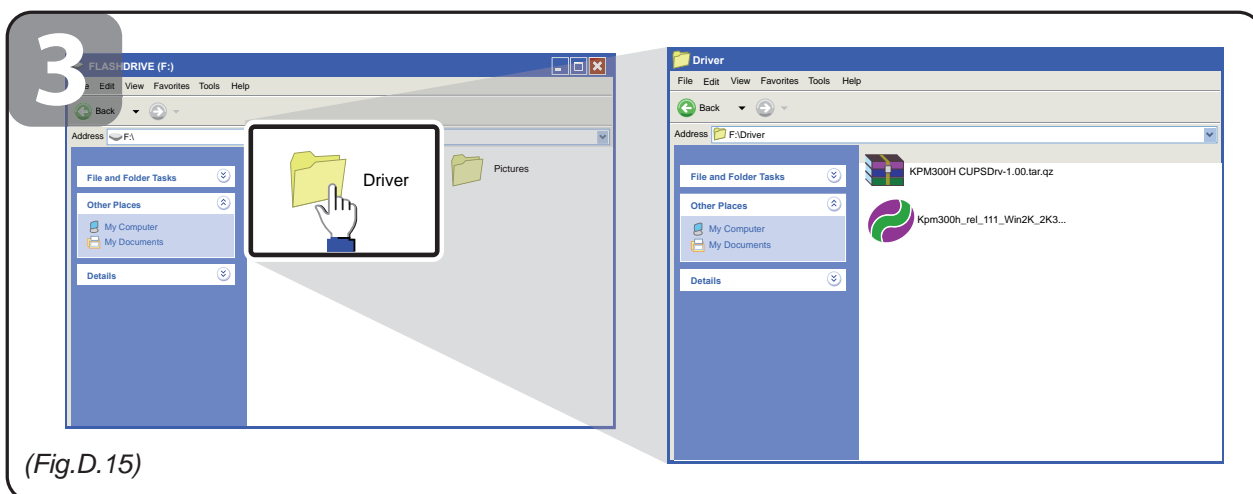 3
FLASHDRIVE (F:)
e Edit View Favorites Tools Help
Back
Address F:\
File and Folder Tasks
Other Places
My Computer
My Documents
Details
Driver
Pictures
Driver
File Edit View Favorites Tools Help
Back
Address F:\Driver
File and Folder Tasks
Other Places
My Computer
My Documents
Details
KPM300H CUPSDrv-1.00.tar.qz
Kpm300h_rel_111_Win2K_2K3...
(Fig.D.15)